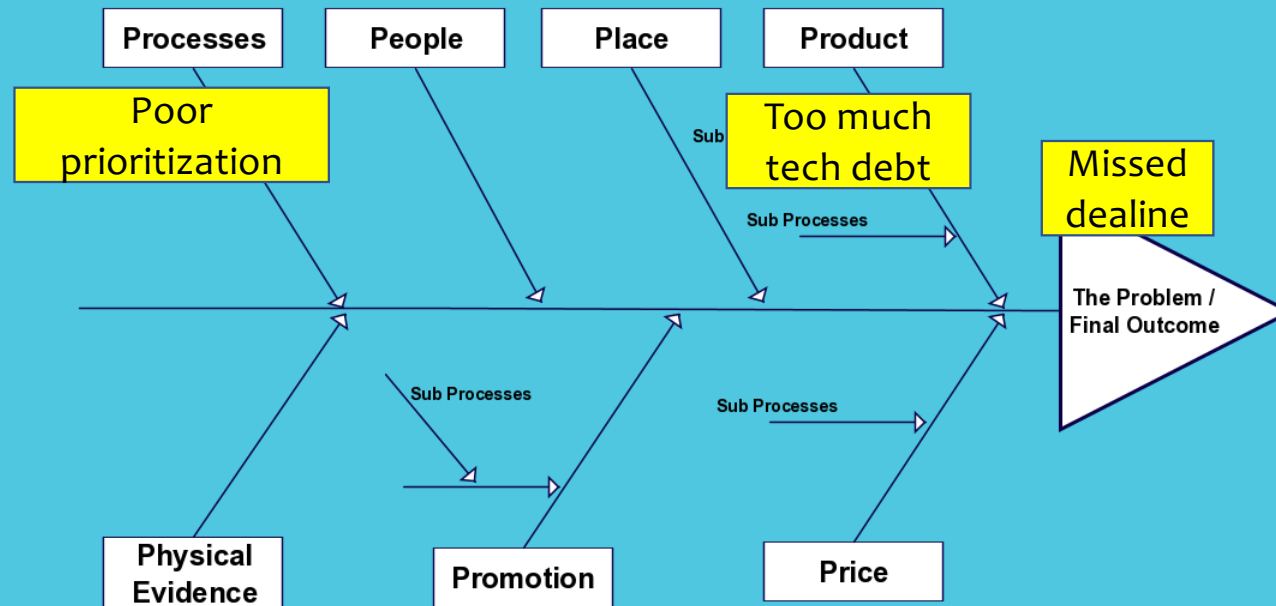 Processes
People
Place
Product
Poor
prioritization
Sub
Too much
tech debt
Missed
dealine
Sub Processes
The Problem /
Final Outcome
Sub Processes
Sub Processes
Physical
Evidence
Promotion
Price